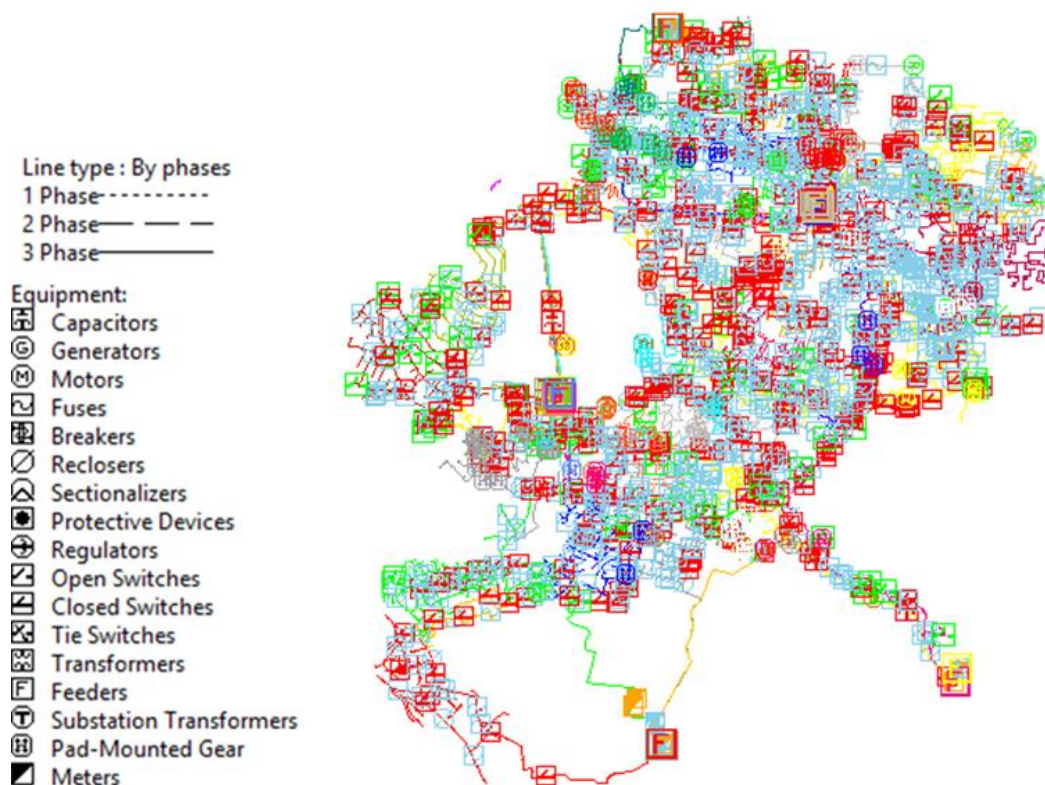 Line type : By phases
1 Phase
2 Phase
3 Phase
Equipment:
Capacitors
Generators
Motors
Fuses
Breakers
Reclosers
Sectionalizers
Protective Devices
Regulators
Open Switches
Closed Switches
Tie Switches
Transformers
Feeders
Substation Transformers
Pad-Mounted Gear
Meters